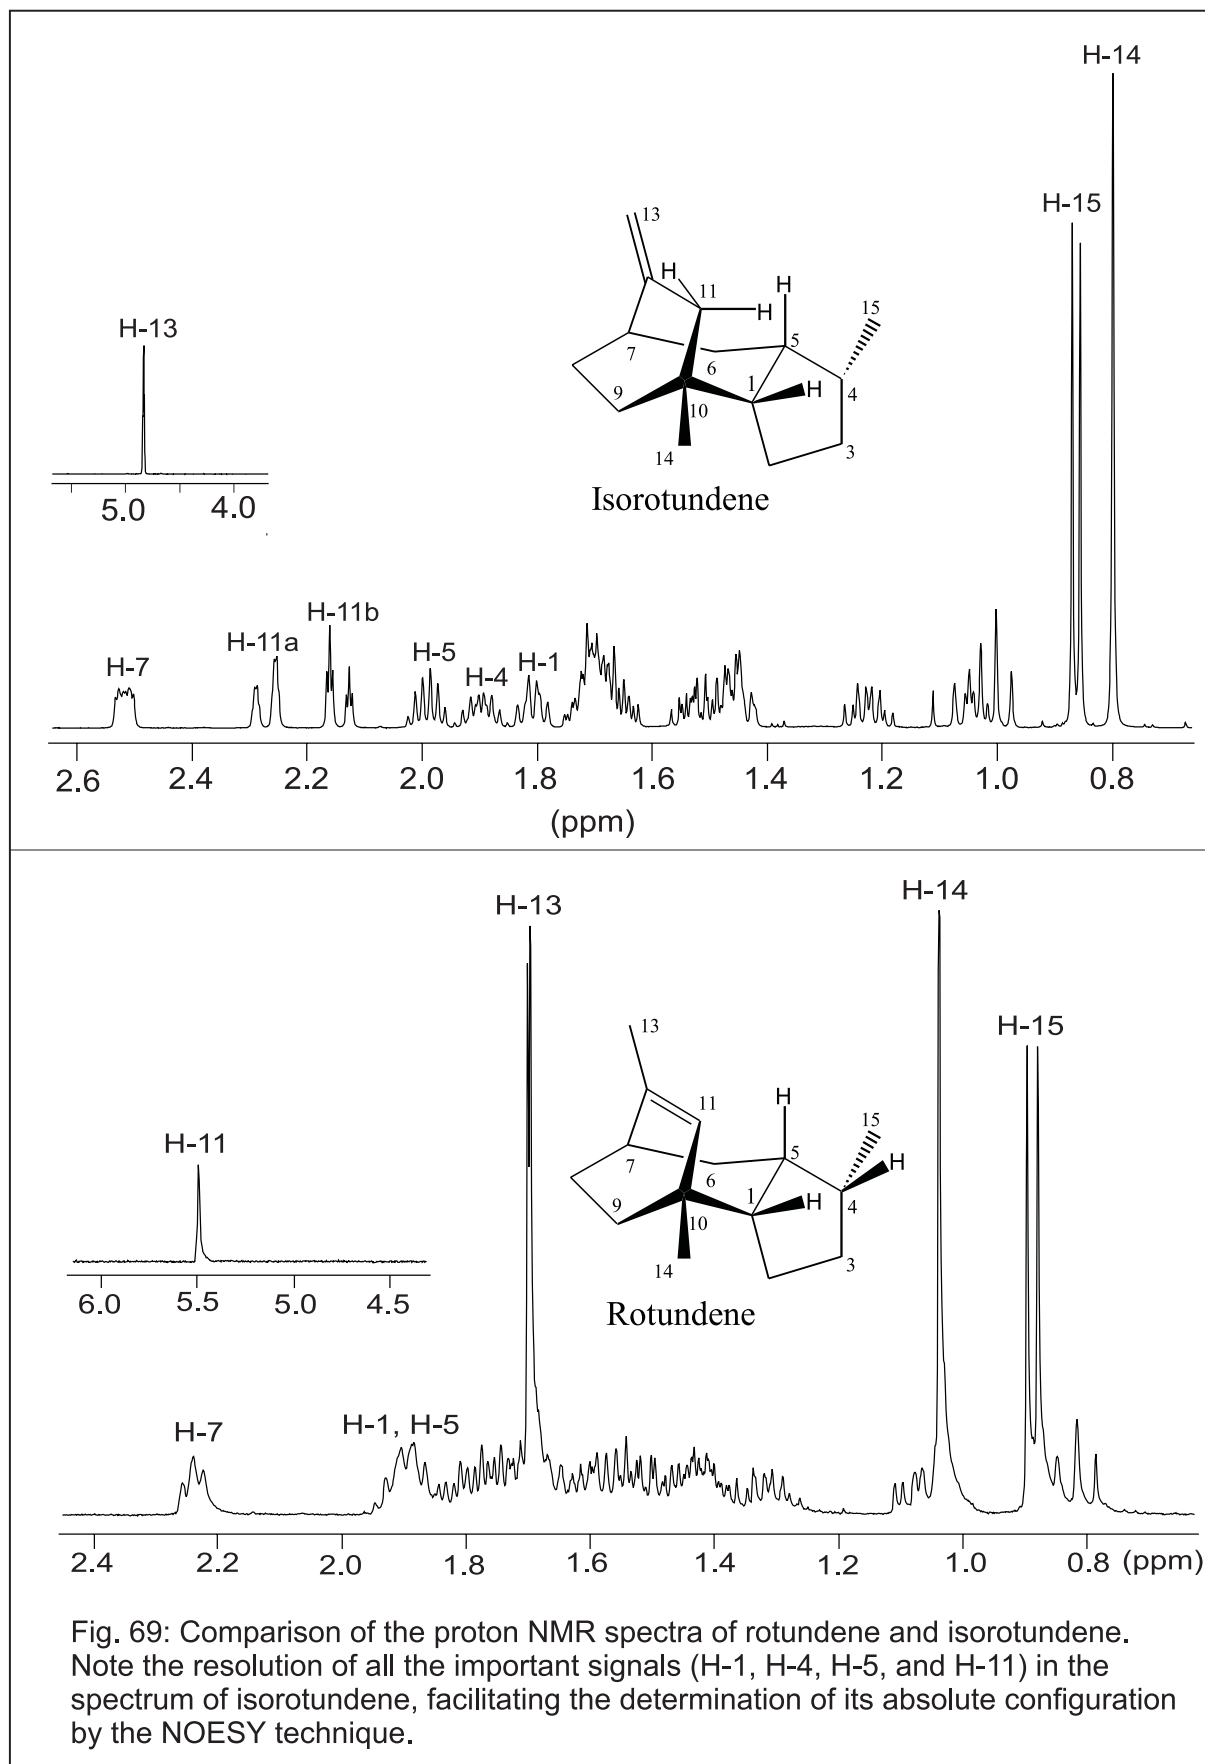 H-14
H-15
13
H
11
H
H
15
H-13
7
6
5
9
1
H
4
10
14
3
Isorotundene
5.0 4.0
H-11b
H-11a
H-7
H-5
H-4
H-1
2.6 2.4 2.2 2.0 1.8 1.6 1.4 1.2 1.0 0.8
(ppm)
H-13
H-14
H-15
13
11
H
15
H-11
7
6
5
H
9
1
H
4
10
14
3
6.0 5.5 5.0 4.5
Rotundene
H-7
H-1, H-5
2.4 2.2 2.0 1.8 1.6 1.4 1.2 1.0 0.8 (ppm)
Fig. 69: Comparison of the proton NMR spectra of rotundene and isorotundene.
Note the resolution of all the important signals (H-1, H-4, H-5, and H-11) in the
spectrum of isorotundene, facilitating the determination of its absolute configuration
by the NOESY technique.